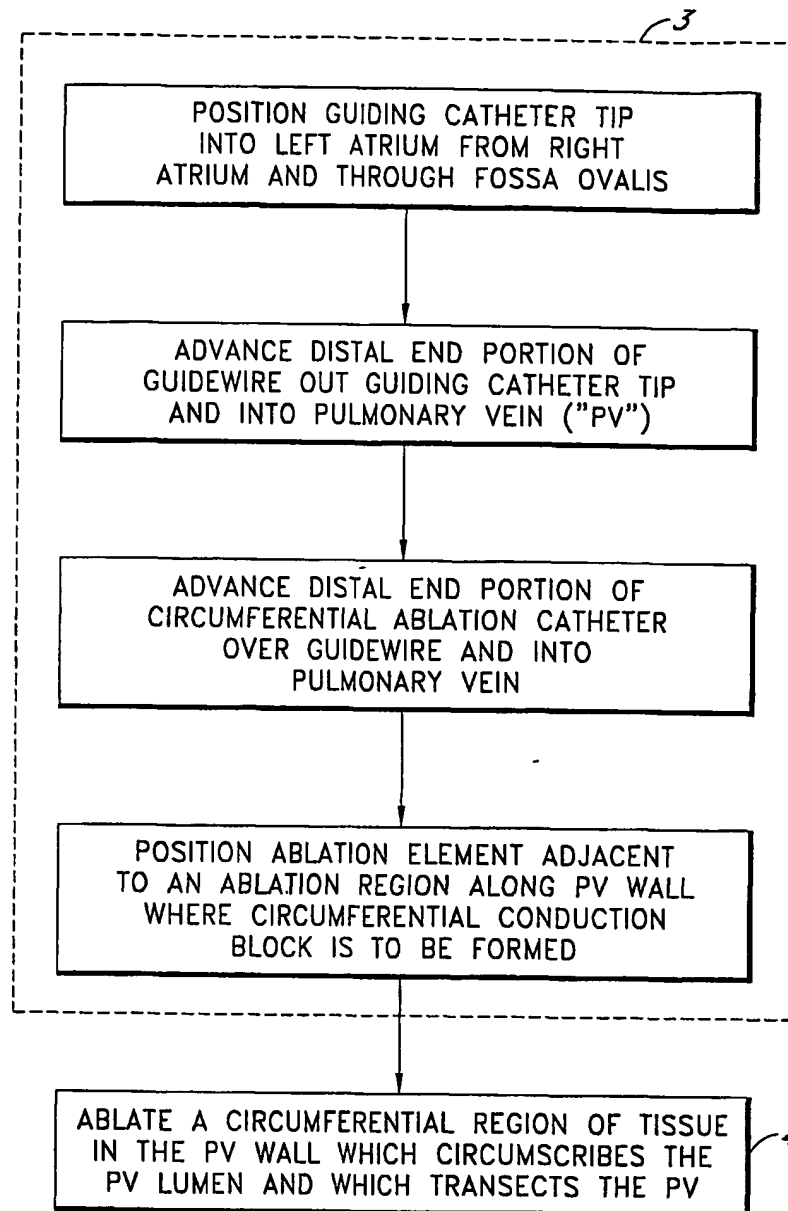 3
POSITION GUIDING CATHETER TIP
INTO LEFT ATRIUM FROM RIGHT
ATRIUM AND THROUGH FOSSA OVALIS
ADVANCE DISTAL END PORTION OF
GUIDEWIRE OUT GUIDING CATHETER TIP
AND INTO PULMONARY VEIN ("PV")
ADVANCE DISTAL END PORTION OF
CIRCUMFERENTIAL ABLATION CATHETER
OVER GUIDEWIRE AND INTO
PULMONARY VEIN
POSITION ABLATION ELEMENT ADJACENT
TO AN ABLATION REGION ALONG PV WALL
WHERE CIRCUMFERENTIAL CONDUCTION
BLOCK IS TO BE FORMED
ABLATE A CIRCUMFERENTIAL REGION OF TISSUE
IN THE PV WALL WHICH CIRCUMSCRIBES THE
PV LUMEN AND WHICH TRANSECTS THE PV